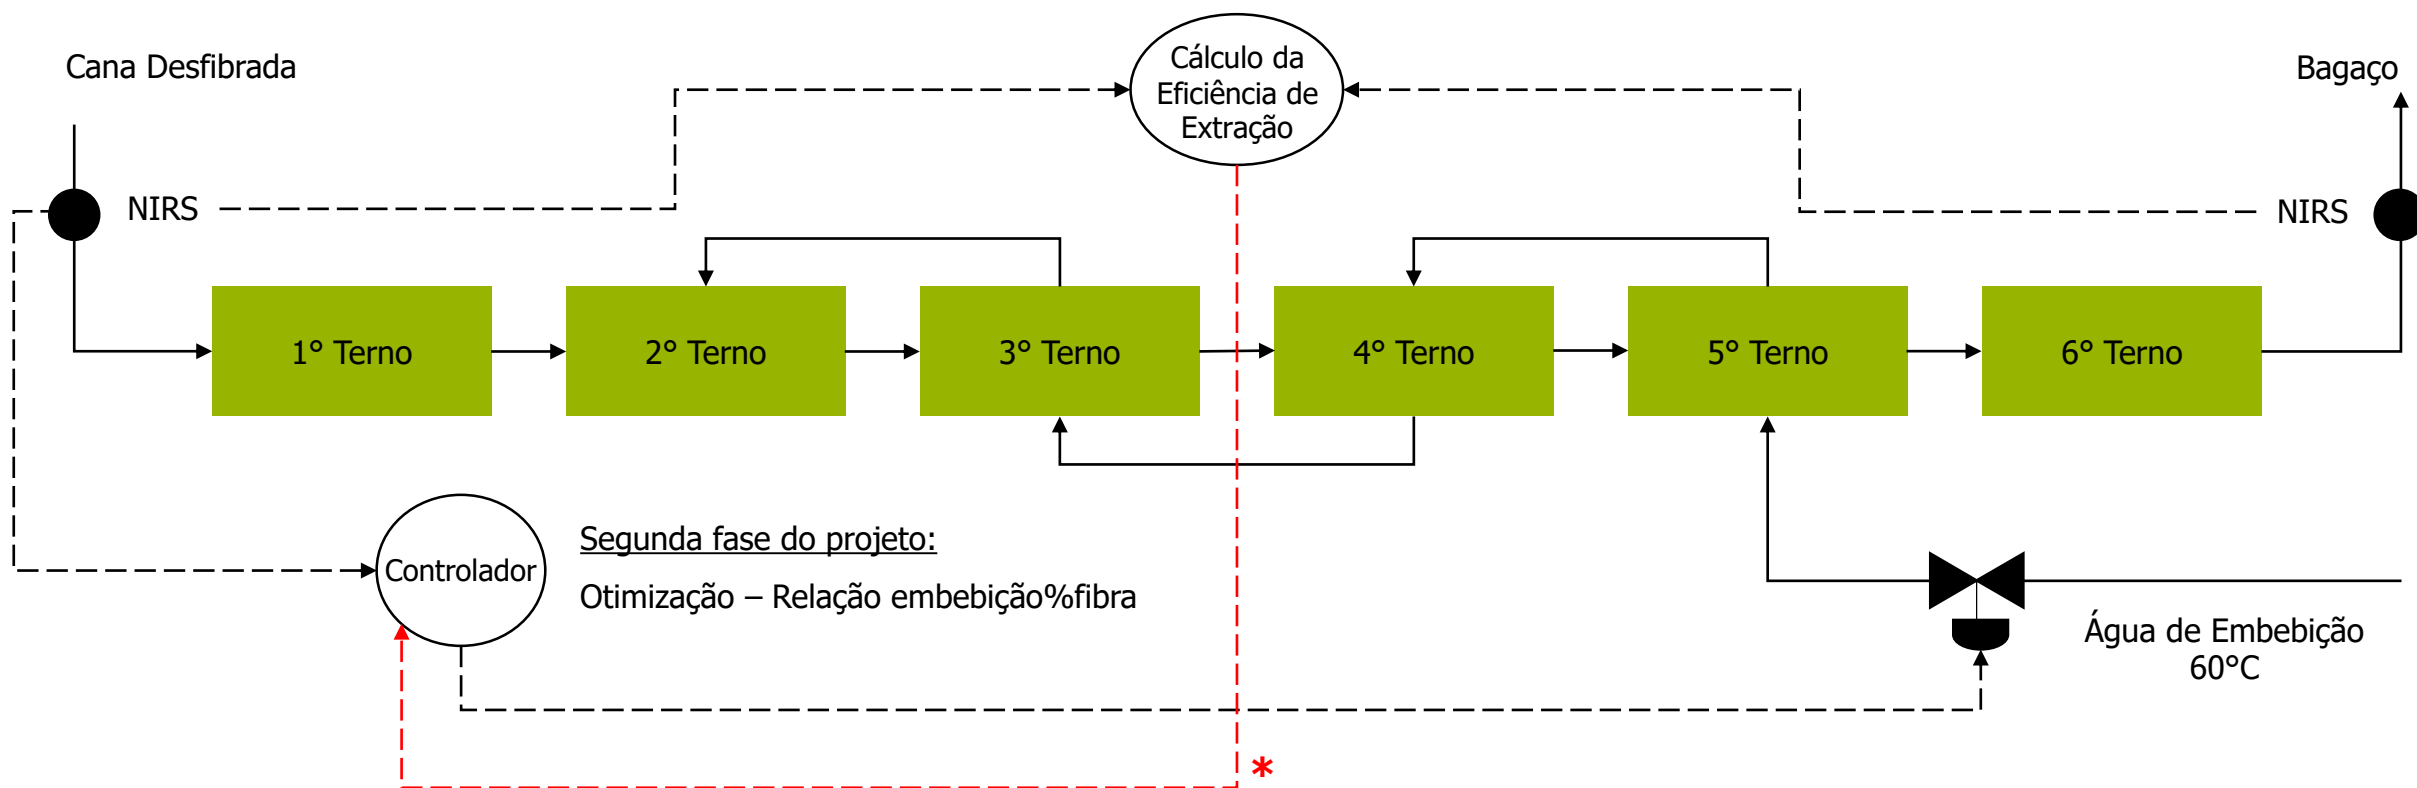 Cana Desfibrada
Cálculo da
Eficiência de
Extração
Bagaço
NIRS
NIRS
1° Terno
2° Terno
3° Terno
4° Terno
5° Terno
6° Terno
Controlador
Segunda fase do projeto:
Otimização – Relação embebição%fibra
Água de Embebição
60°C
*